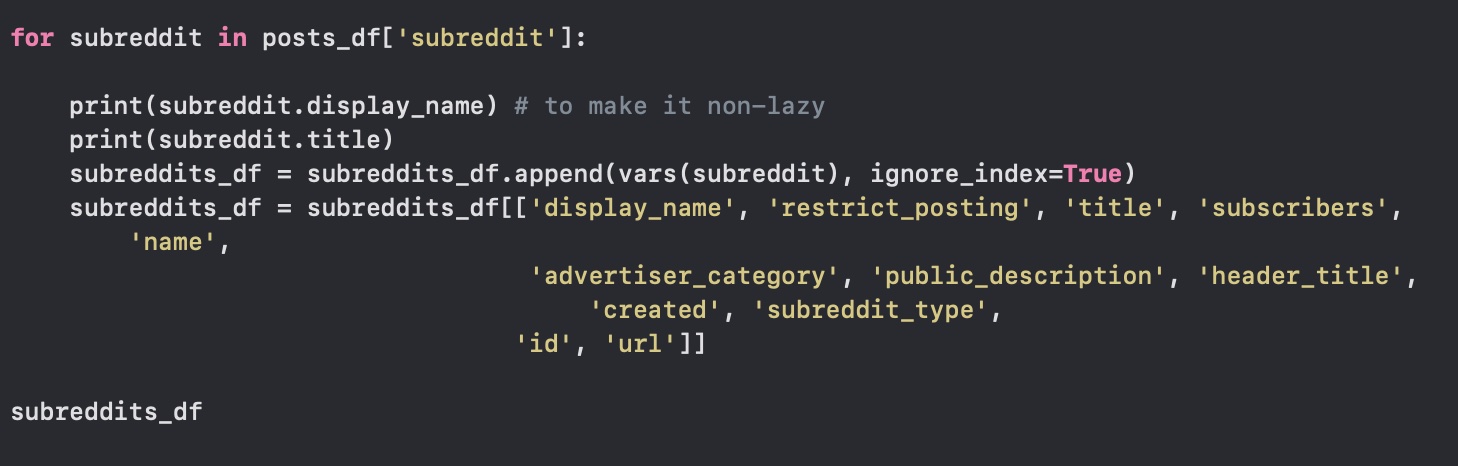 for subreddit in posts_df['subreddit']:
print(subreddit.display_name) # to make it non-lazy
print(subreddit.title)
subreddits_df = subreddits_df.append(vars(subreddit), ignore_index=True)
subreddits_df = subreddits_df[['display_name', 'restrict_posting', 'title', 'subscribers',
'name',
'advertiser_category', 'public_description', 'header_title',
'created', 'subreddit_type',
'id', 'url']]
subreddits_df